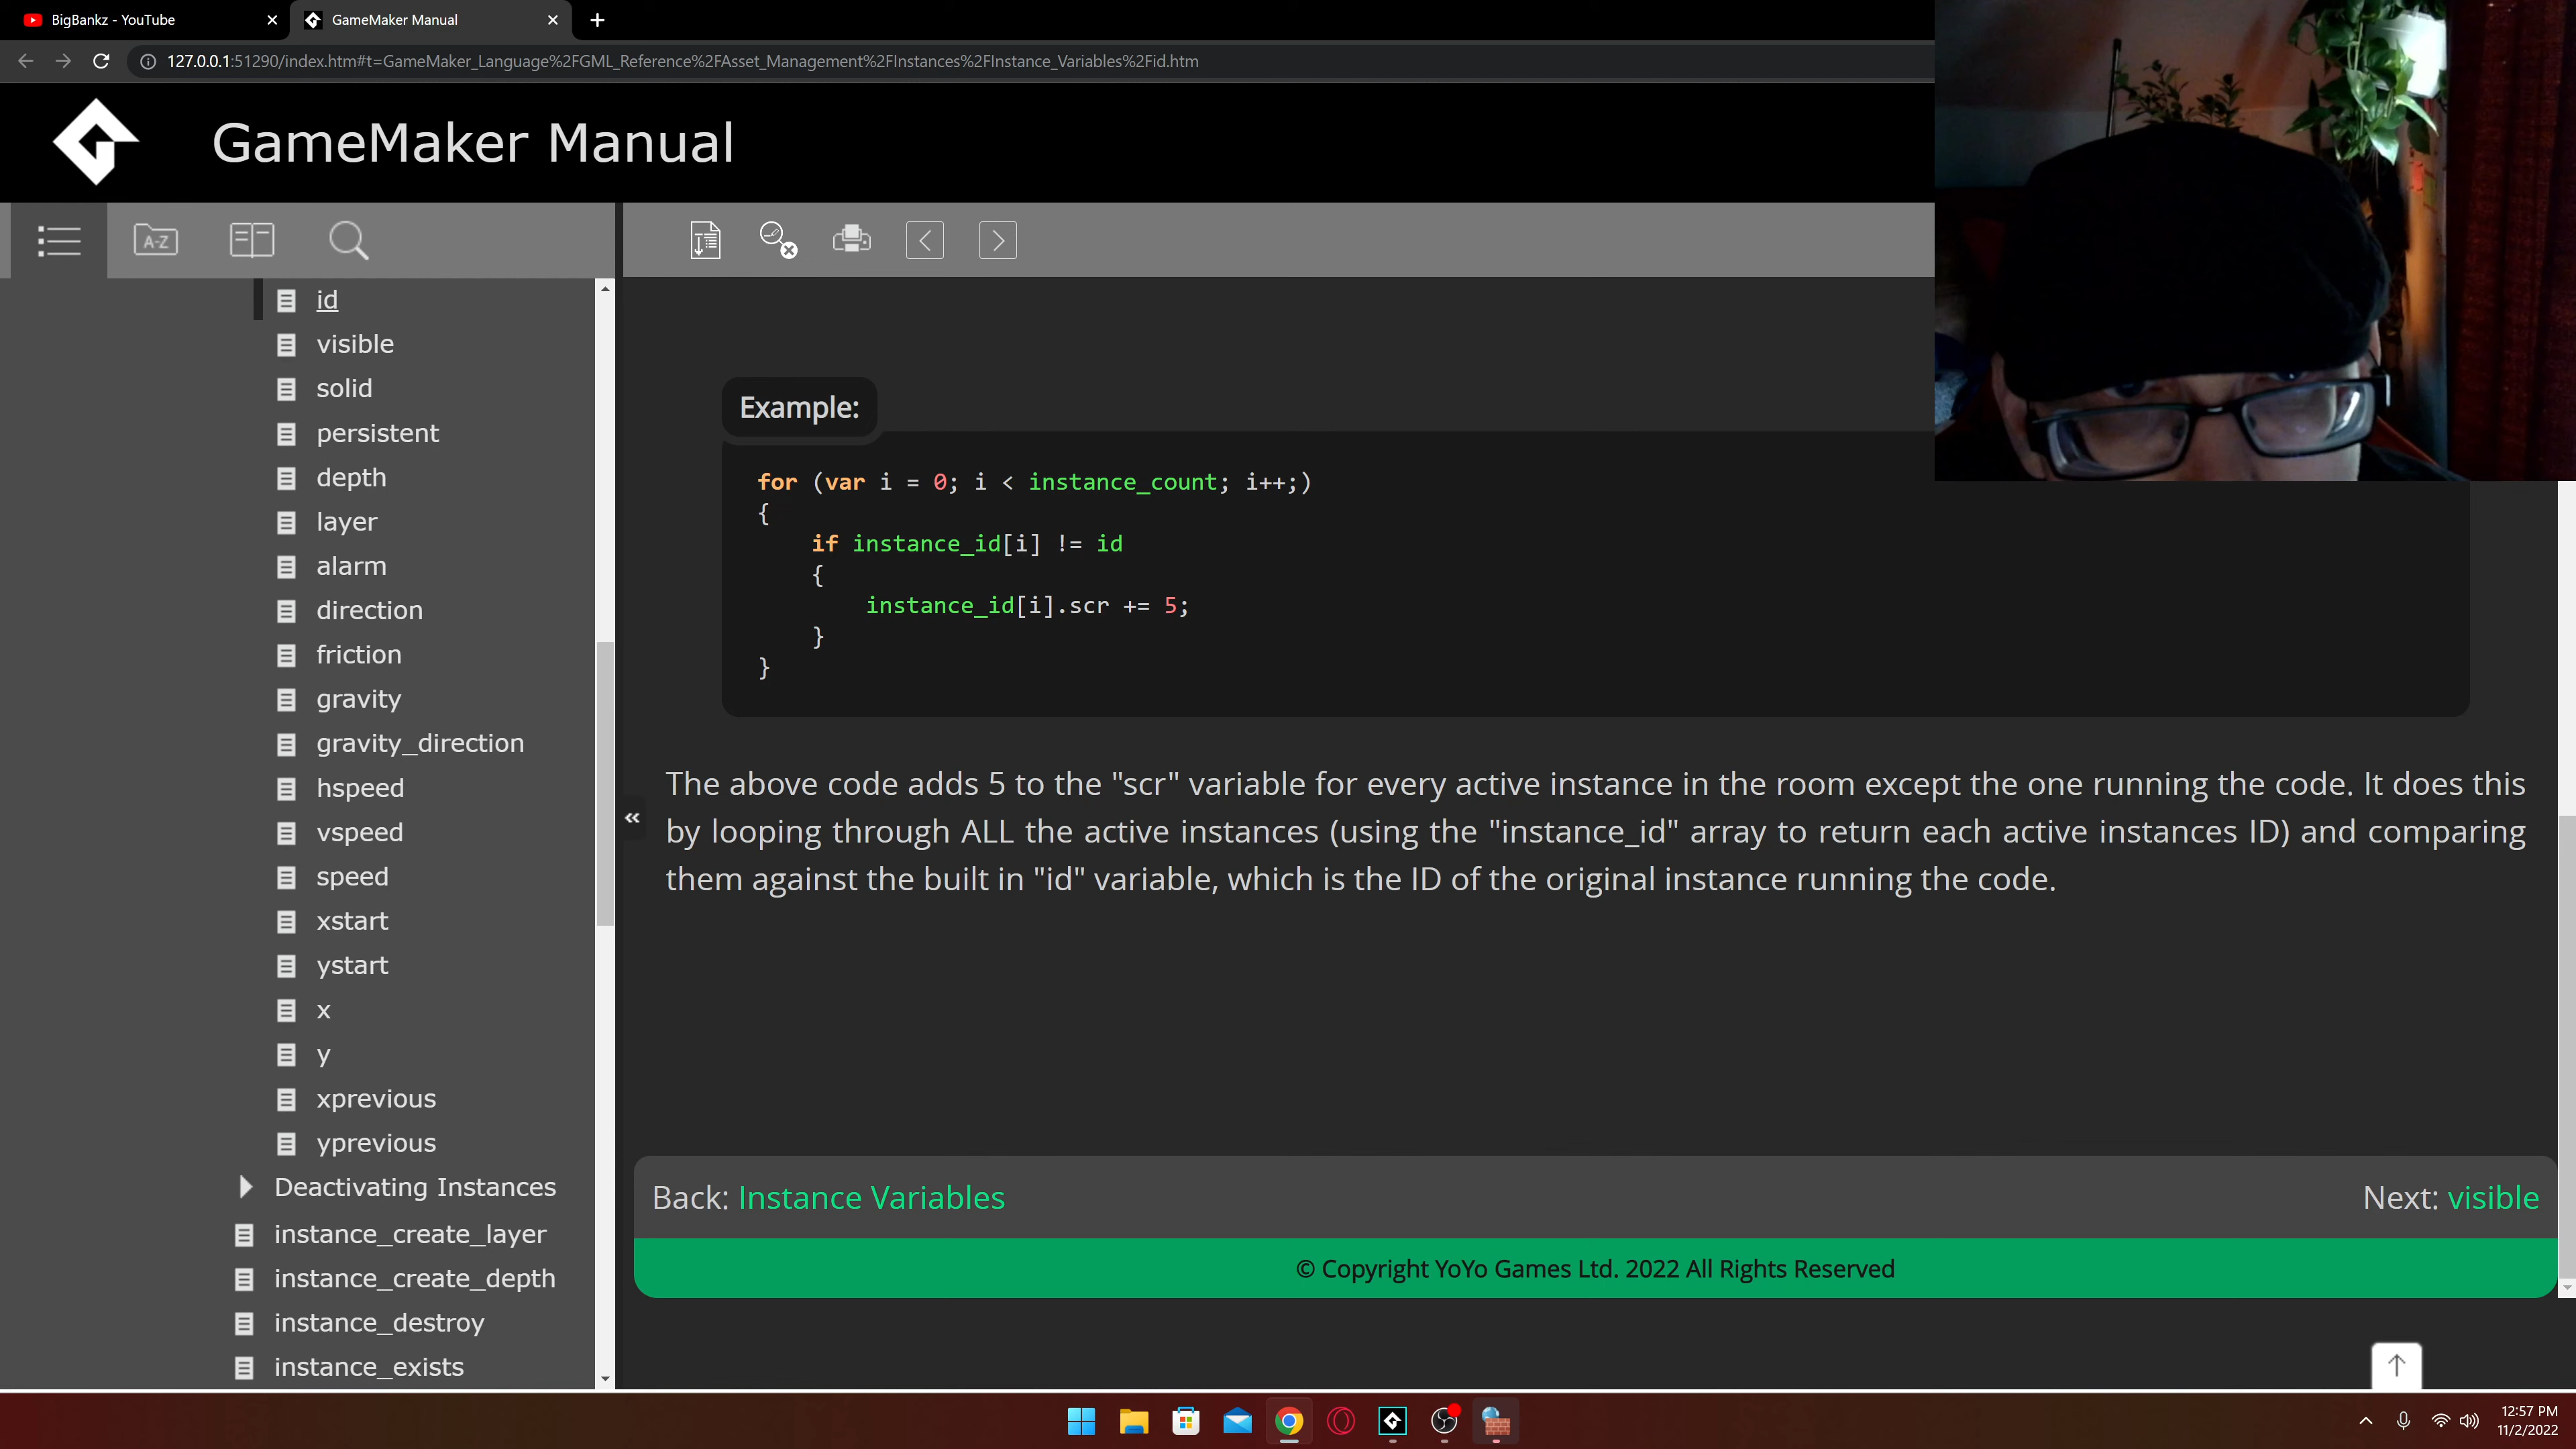 BigBankz - YouTube
GameMaker Manual
127.0.0.1:51290/index.htm#t=GameMaker_Language%2FGML_Reference%2FAsset_Management%2FInstances%2FInstance_Variables%2Fid.htm
GameMaker Manual
A-Z
id
visible
solid
persistent
depth
layer
alarm
direction
friction
gravity
gravity_direction
hspeed
vspeed
speed
xstart
ystart
x
y
xprevious
yprevious
Deactivating Instances
instance_create_layer
instance_create_depth
instance_destroy
instance_exists
Example:
for (var i = 0; i < instance_count; i++;)
{
if instance_id[i] != id
{
instance_id[i].scr += 5;
}
}
The above code adds 5 to the "scr" variable for every active instance in the room except the one running the code. It does this
by looping through ALL the active instances (using the "instance_id" array to return each active instances ID) and comparing
them against the built in "id" variable, which is the ID of the original instance running the code.
Back: Instance Variables
Next: visible
© Copyright YoYo Games Ltd. 2022 All Rights Reserved
12:57 PM
11/2/2022